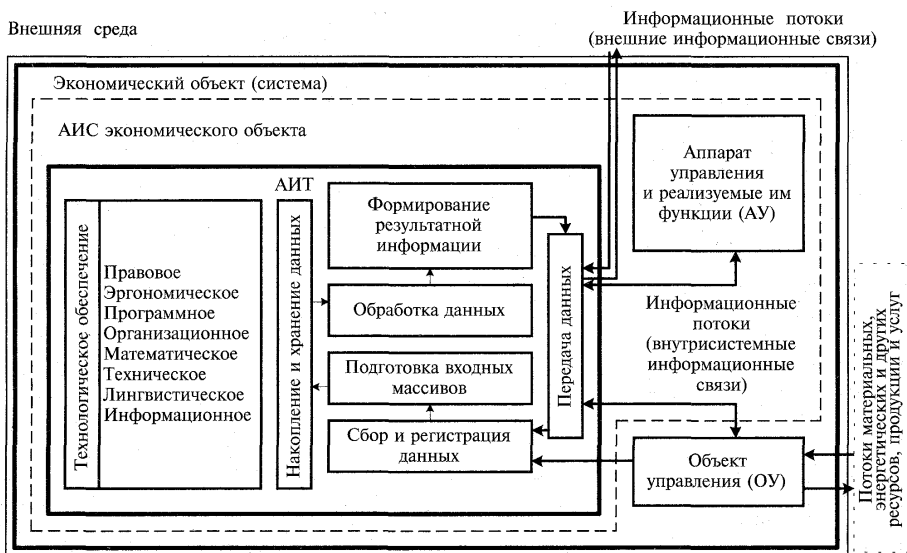 Информационные потоки
(внешние информационные связи)
Внешняя среда
Экономический объект (система)
АИС экономического объекта
АИТ
Технологическое обеспечение
Правовое
Эргономическое
Программное
Организационное
Математическое
Техническое
Лингвистическое
Информационное
Накопление и хранение данных
Формирование
результатной
информации
Обработка данных
Подготовка входных
массивов
Сбор и регистрация
данных
Передача данных
Аппарат
управления
и реализуемые им
функции (АУ)
Информационные
потоки
(внутрисистемные
информационные
связи)
Объект
управления (ОУ)
Потоки материальных,
энергетических и других
ресурсов, продукции и услуг